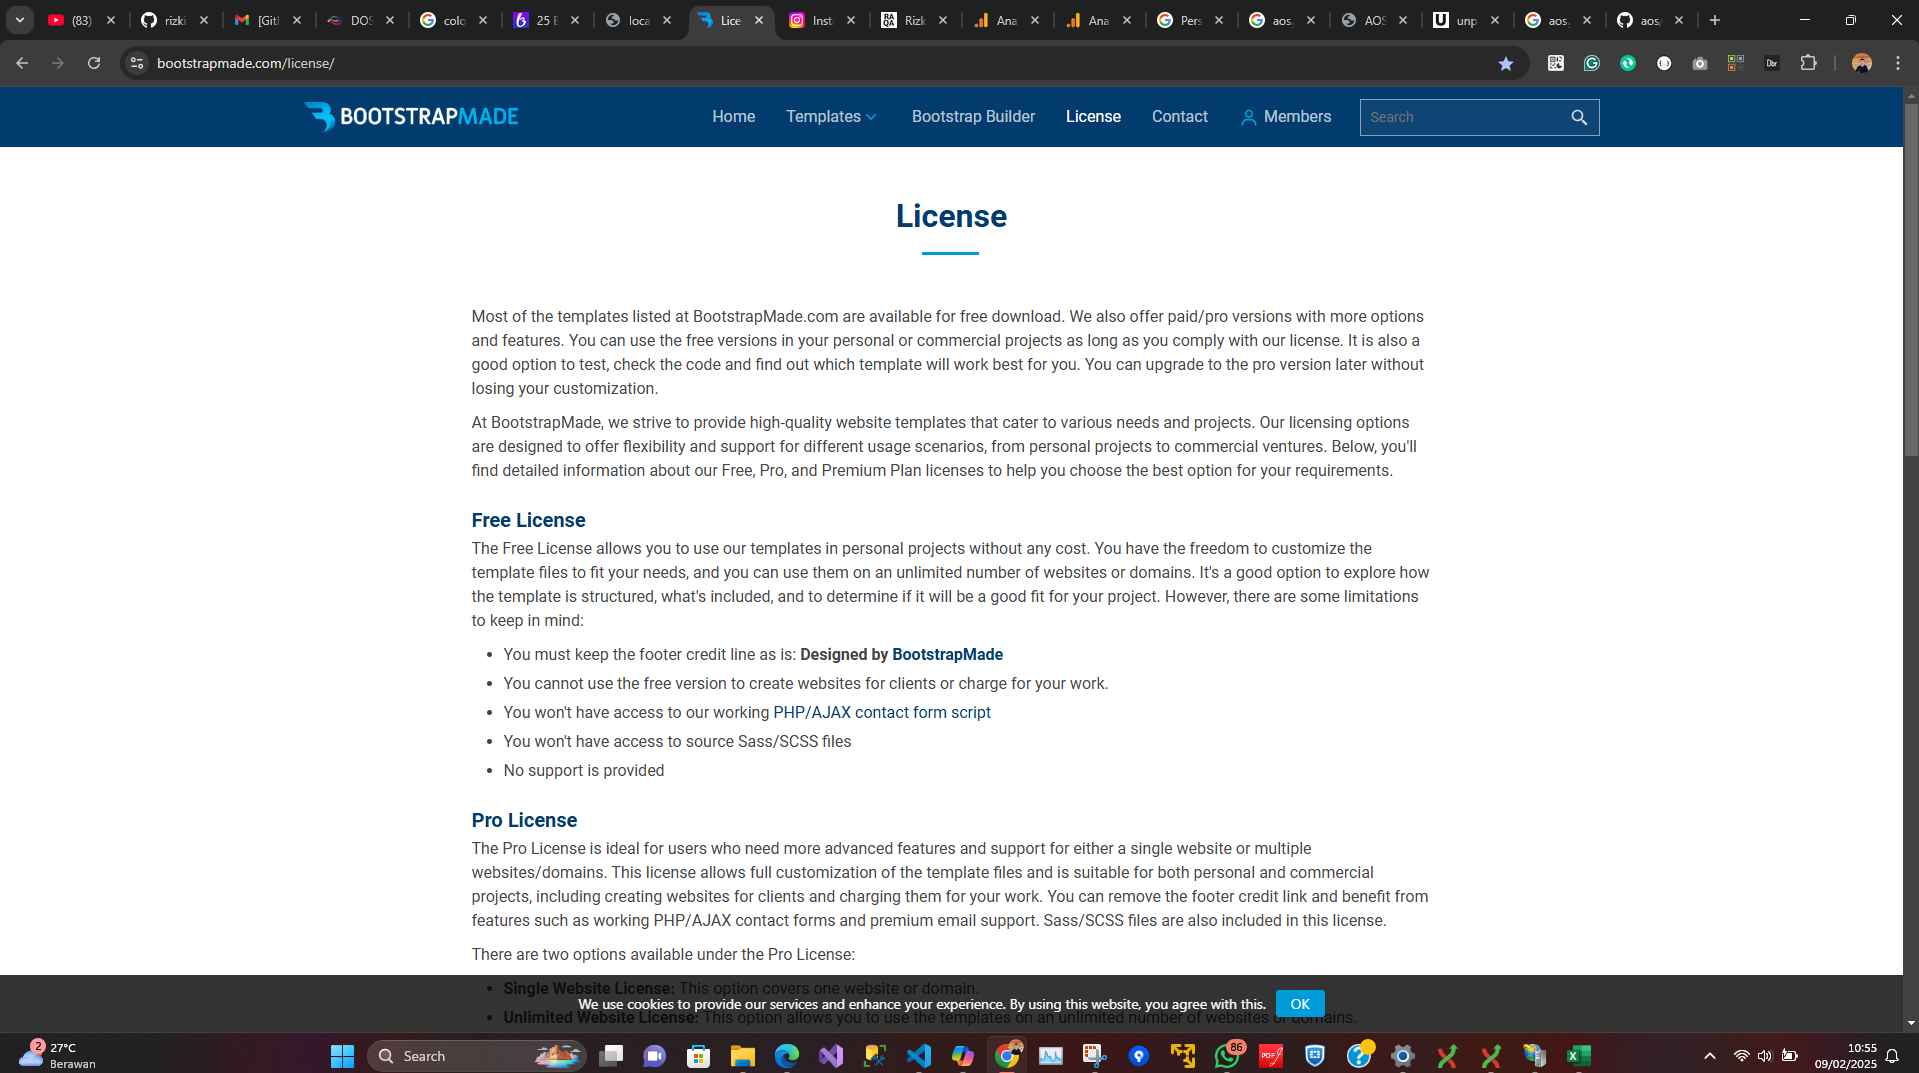 (83)
rizki
[Gitl
DOS
colo
25 B
loca
Lice
Inst
Rizk
Ana
Ana
Pers
aos.
AOS
unp
aos.
aos/
bootstrapmade.com/license/
BOOTSTRAPMADE
Home
Templates
Bootstrap Builder
License
Contact
Members
Search
License
Most of the templates listed at BootstrapMade.com are available for free download. We also offer paid/pro versions with more options
and features. You can use the free versions in your personal or commercial projects as long as you comply with our license. It is also a
good option to test, check the code and find out which template will work best for you. You can upgrade to the pro version later without
losing your customization.
At BootstrapMade, we strive to provide high-quality website templates that cater to various needs and projects. Our licensing options
are designed to offer flexibility and support for different usage scenarios, from personal projects to commercial ventures. Below, you'll
find detailed information about our Free, Pro, and Premium Plan licenses to help you choose the best option for your requirements.
Free License
The Free License allows you to use our templates in personal projects without any cost. You have the freedom to customize the
template files to fit your needs, and you can use them on an unlimited number of websites or domains. It's a good option to explore how
the template is structured, what's included, and to determine if it will be a good fit for your project. However, there are some limitations
to keep in mind:
• You must keep the footer credit line as is: Designed by BootstrapMade
• You cannot use the free version to create websites for clients or charge for your work.
• You won't have access to our working PHP/AJAX contact form script
• You won't have access to source Sass/SCSS files
• No support is provided
Pro License
The Pro License is ideal for users who need more advanced features and support for either a single website or multiple
websites/domains. This license allows full customization of the template files and is suitable for both personal and commercial
projects, including creating websites for clients and charging them for your work. You can remove the footer credit link and benefit from
features such as working PHP/AJAX contact forms and premium email support. Sass/SCSS files are also included in this license.
There are two options available under the Pro License:
• Single Website License: This option covers one website or domain.
We use cookies to provide our services and enhance your experience. By using this website, you agree with this.
OK
• Unlimited Website License: This option allows you to use the templates on an unlimited number of websites or domains.
2
27°C
Berawan
Search
86
PDF
10:55
09/02/2025